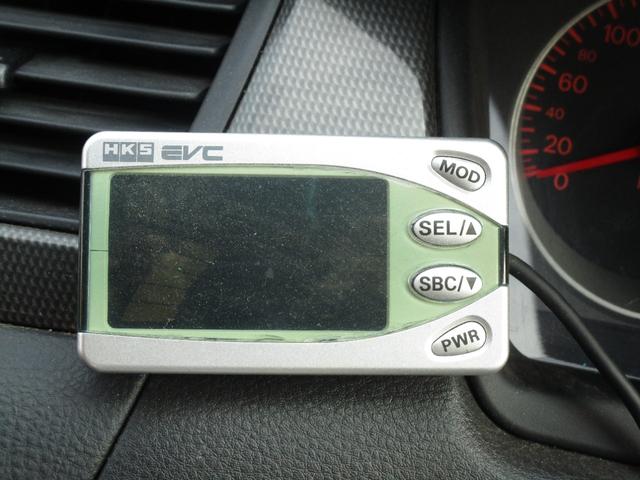 HKS EVC
MOD
SEL/▲
SBC/▼
PWR
100
80
60
40
20
0